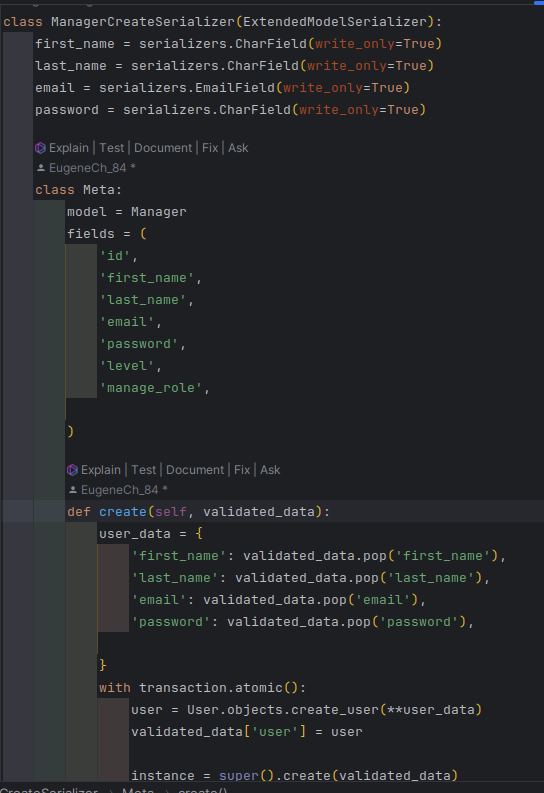 class ManagerCreateSerializer(ExtendedModelSerializer):
    first_name = serializers.CharField(write_only=True)
    last_name = serializers.CharField(write_only=True)
    email = serializers.EmailField(write_only=True)
    password = serializers.CharField(write_only=True)
    Explain | Test | Document | Fix | Ask
    EugeneCh_84 *
    class Meta:
        model = Manager
        fields = (
            'id',
            'first_name',
            'last_name',
            'email',
            'password',
            'level',
            'manage_role',
        )
        Explain | Test | Document | Fix | Ask
        EugeneCh_84 *
        def create(self, validated_data):
            user_data = {
                'first_name': validated_data.pop('first_name'),
                'last_name': validated_data.pop('last_name'),
                'email': validated_data.pop('email'),
                'password': validated_data.pop('password'),
            }
            with transaction.atomic():
                user = User.objects.create_user(**user_data)
                validated_data['user'] = user
                instance = super().create(validated_data)
CreateSerializer > Meta > create()